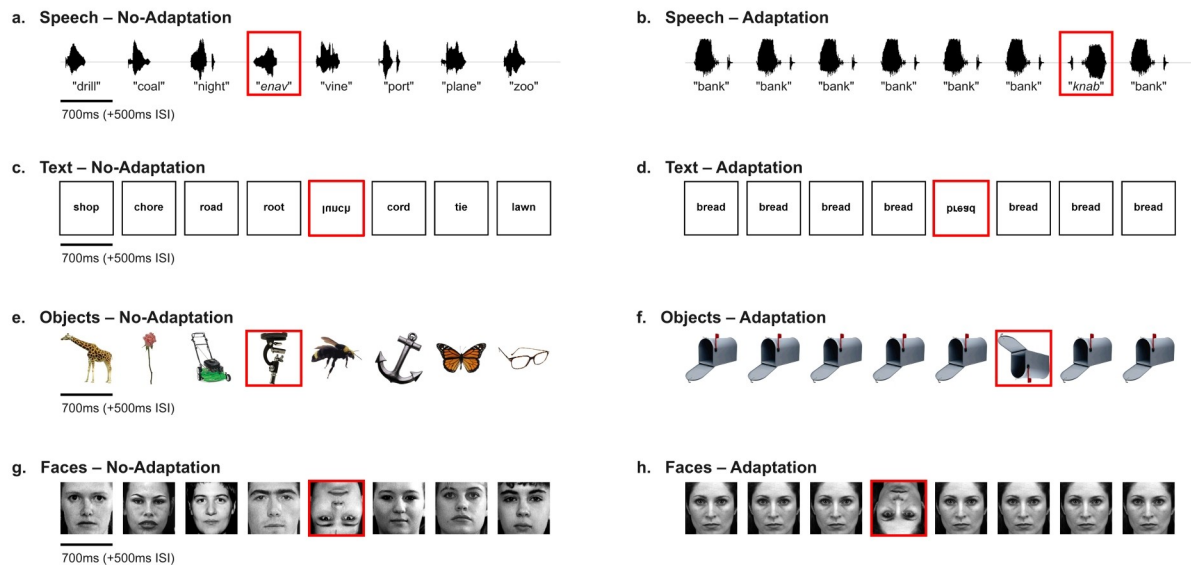 a. Speech – No-Adaptation
"drill" "coal" "night" "enav" "vine" "port" "plane" "zoo"
700ms (+500ms ISI)
b. Speech – Adaptation
"bank" "bank" "bank" "bank" "bank" "bank" "knab" "bank"
c. Text – No-Adaptation
shop chore road root lunch cord tie lawn
700ms (+500ms ISI)
d. Text – Adaptation
bread bread bread bread bread bread bread bread
e. Objects – No-Adaptation
700ms (+500ms ISI)
f. Objects – Adaptation
g. Faces – No-Adaptation
700ms (+500ms ISI)
h. Faces – Adaptation